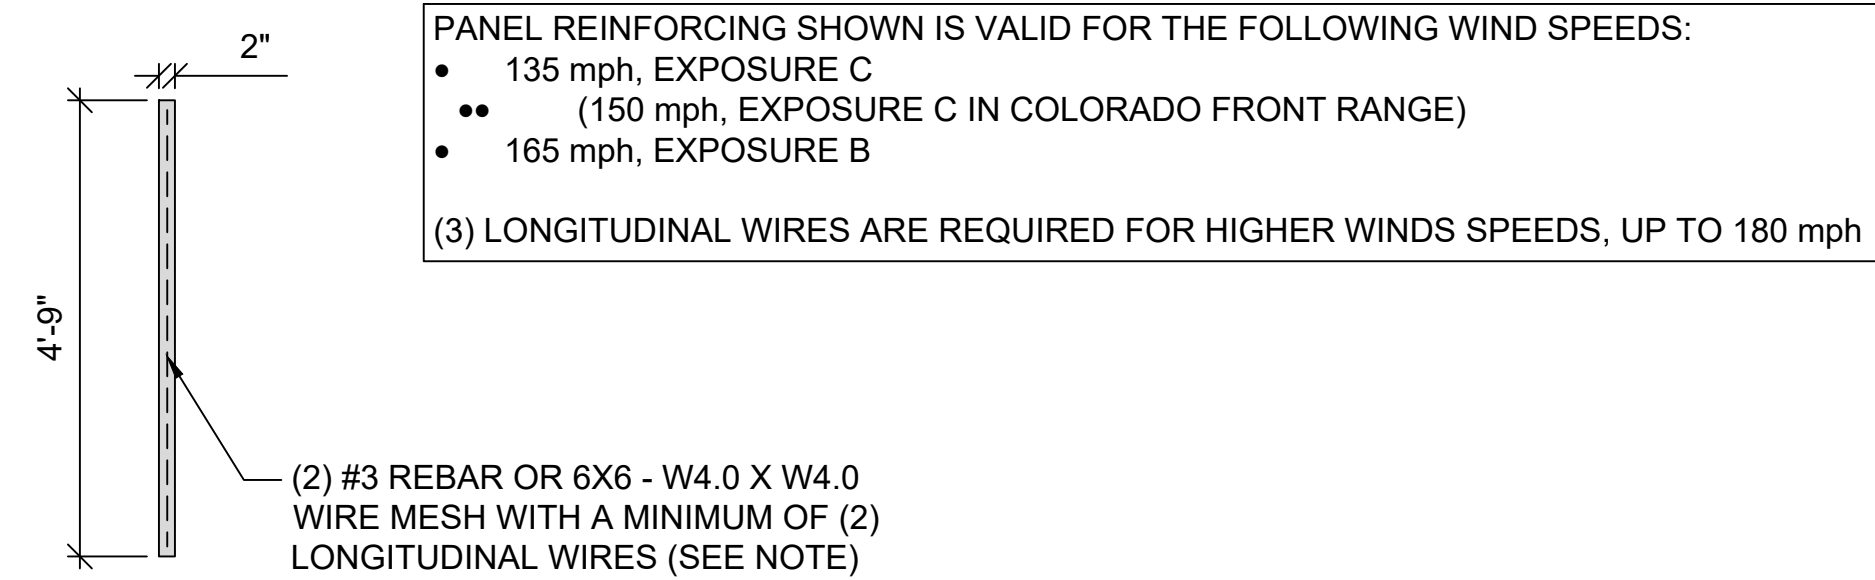 2"
PANEL REINFORCING SHOWN IS VALID FOR THE FOLLOWING WIND SPEEDS:
• 135 mph, EXPOSURE C
•• (150 mph, EXPOSURE C IN COLORADO FRONT RANGE)
• 165 mph, EXPOSURE B
(3) LONGITUDINAL WIRES ARE REQUIRED FOR HIGHER WINDS SPEEDS, UP TO 180 mph
4'-9"
(2) #3 REBAR OR 6X6 - W4.0 X W4.0
WIRE MESH WITH A MINIMUM OF (2)
LONGITUDINAL WIRES (SEE NOTE)